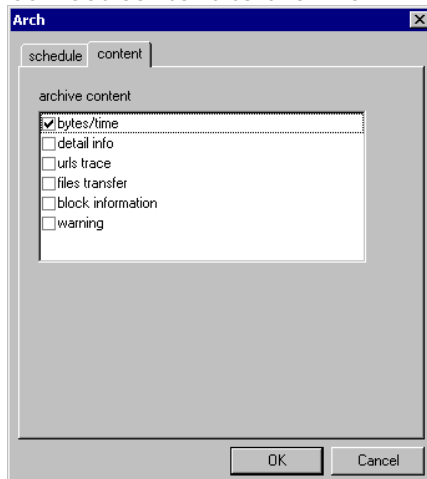 Arch
schedule content
archive content
bytes/time
detail info
urls trace
files transfer
block information
warning
OK Cancel